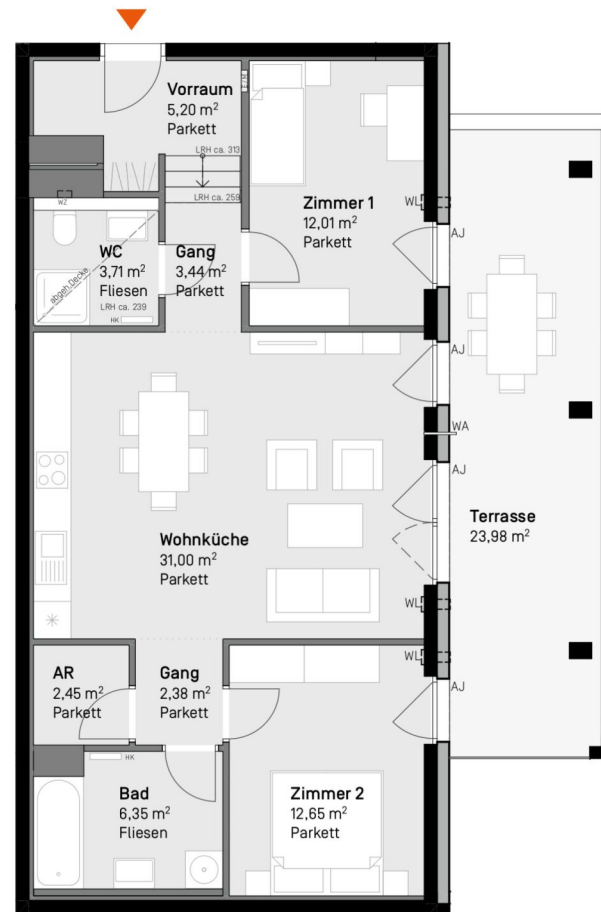 Vorraum
5,20 m²
Parkett
LRH ca. 313
LRH ca. 259
E/M
WZ
WC
3,71 m²
Fliesen
LRH ca. 239
HK
abgeh. Decke
Gang
3,44 m²
Parkett
Zimmer 1
12,01 m²
Parkett
WL
AJ
AJ
WA
AJ
Wohnküche
31,00 m²
Parkett
Terrasse
23,98 m²
WL
WL
AJ
AR
2,45 m²
Parkett
Gang
2,38 m²
Parkett
HK
Bad
6,35 m²
Fliesen
Zimmer 2
12,65 m²
Parkett